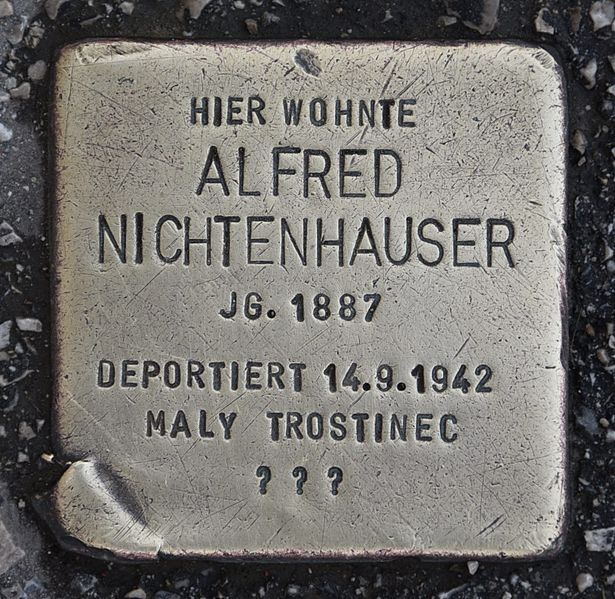 HIER WOHNTE
ALFRED
NICHTENHAUSER
JG. 1887
DEPORTIERT 14.9.1942
MALY TROSTINEC
? ? ?